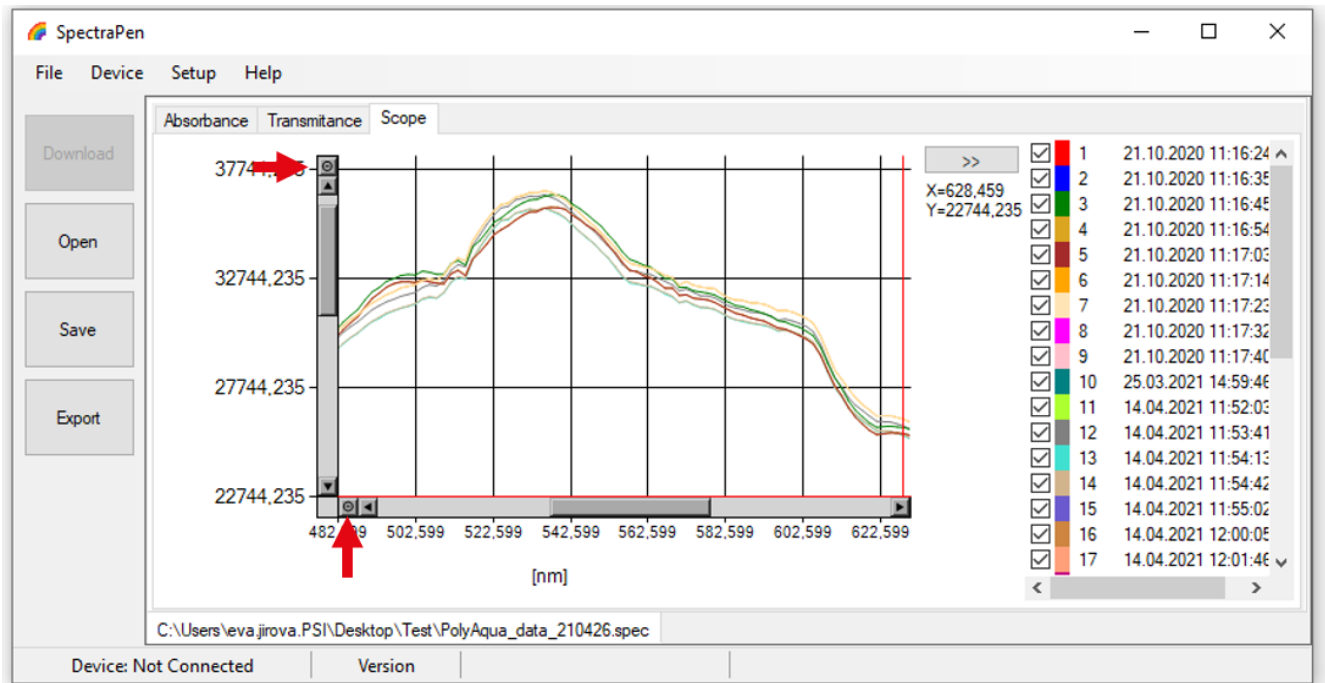 SpectraPen
File Device Setup Help
Download
Open
Save
Export
Absorbance Transmitance Scope
32744,235
27744,235
22744,235
502,599 522,599 542,599 562,599 582,599 602,599 622,599
[nm]
>>
X=628,459
Y=22744,235
1 21.10.2020 11:16:24
2 21.10.2020 11:16:35
3 21.10.2020 11:16:45
4 21.10.2020 11:16:54
5 21.10.2020 11:17:03
6 21.10.2020 11:17:14
7 21.10.2020 11:17:23
8 21.10.2020 11:17:32
9 21.10.2020 11:17:40
10 25.03.2021 14:59:46
11 14.04.2021 11:52:03
12 14.04.2021 11:53:41
13 14.04.2021 11:54:13
14 14.04.2021 11:54:42
15 14.04.2021 11:55:02
16 14.04.2021 12:00:05
17 14.04.2021 12:01:46
C:\Users\eva.jirova.PSI\Desktop\Test\PolyAqua_data_210426.spec
Device: Not Connected Version